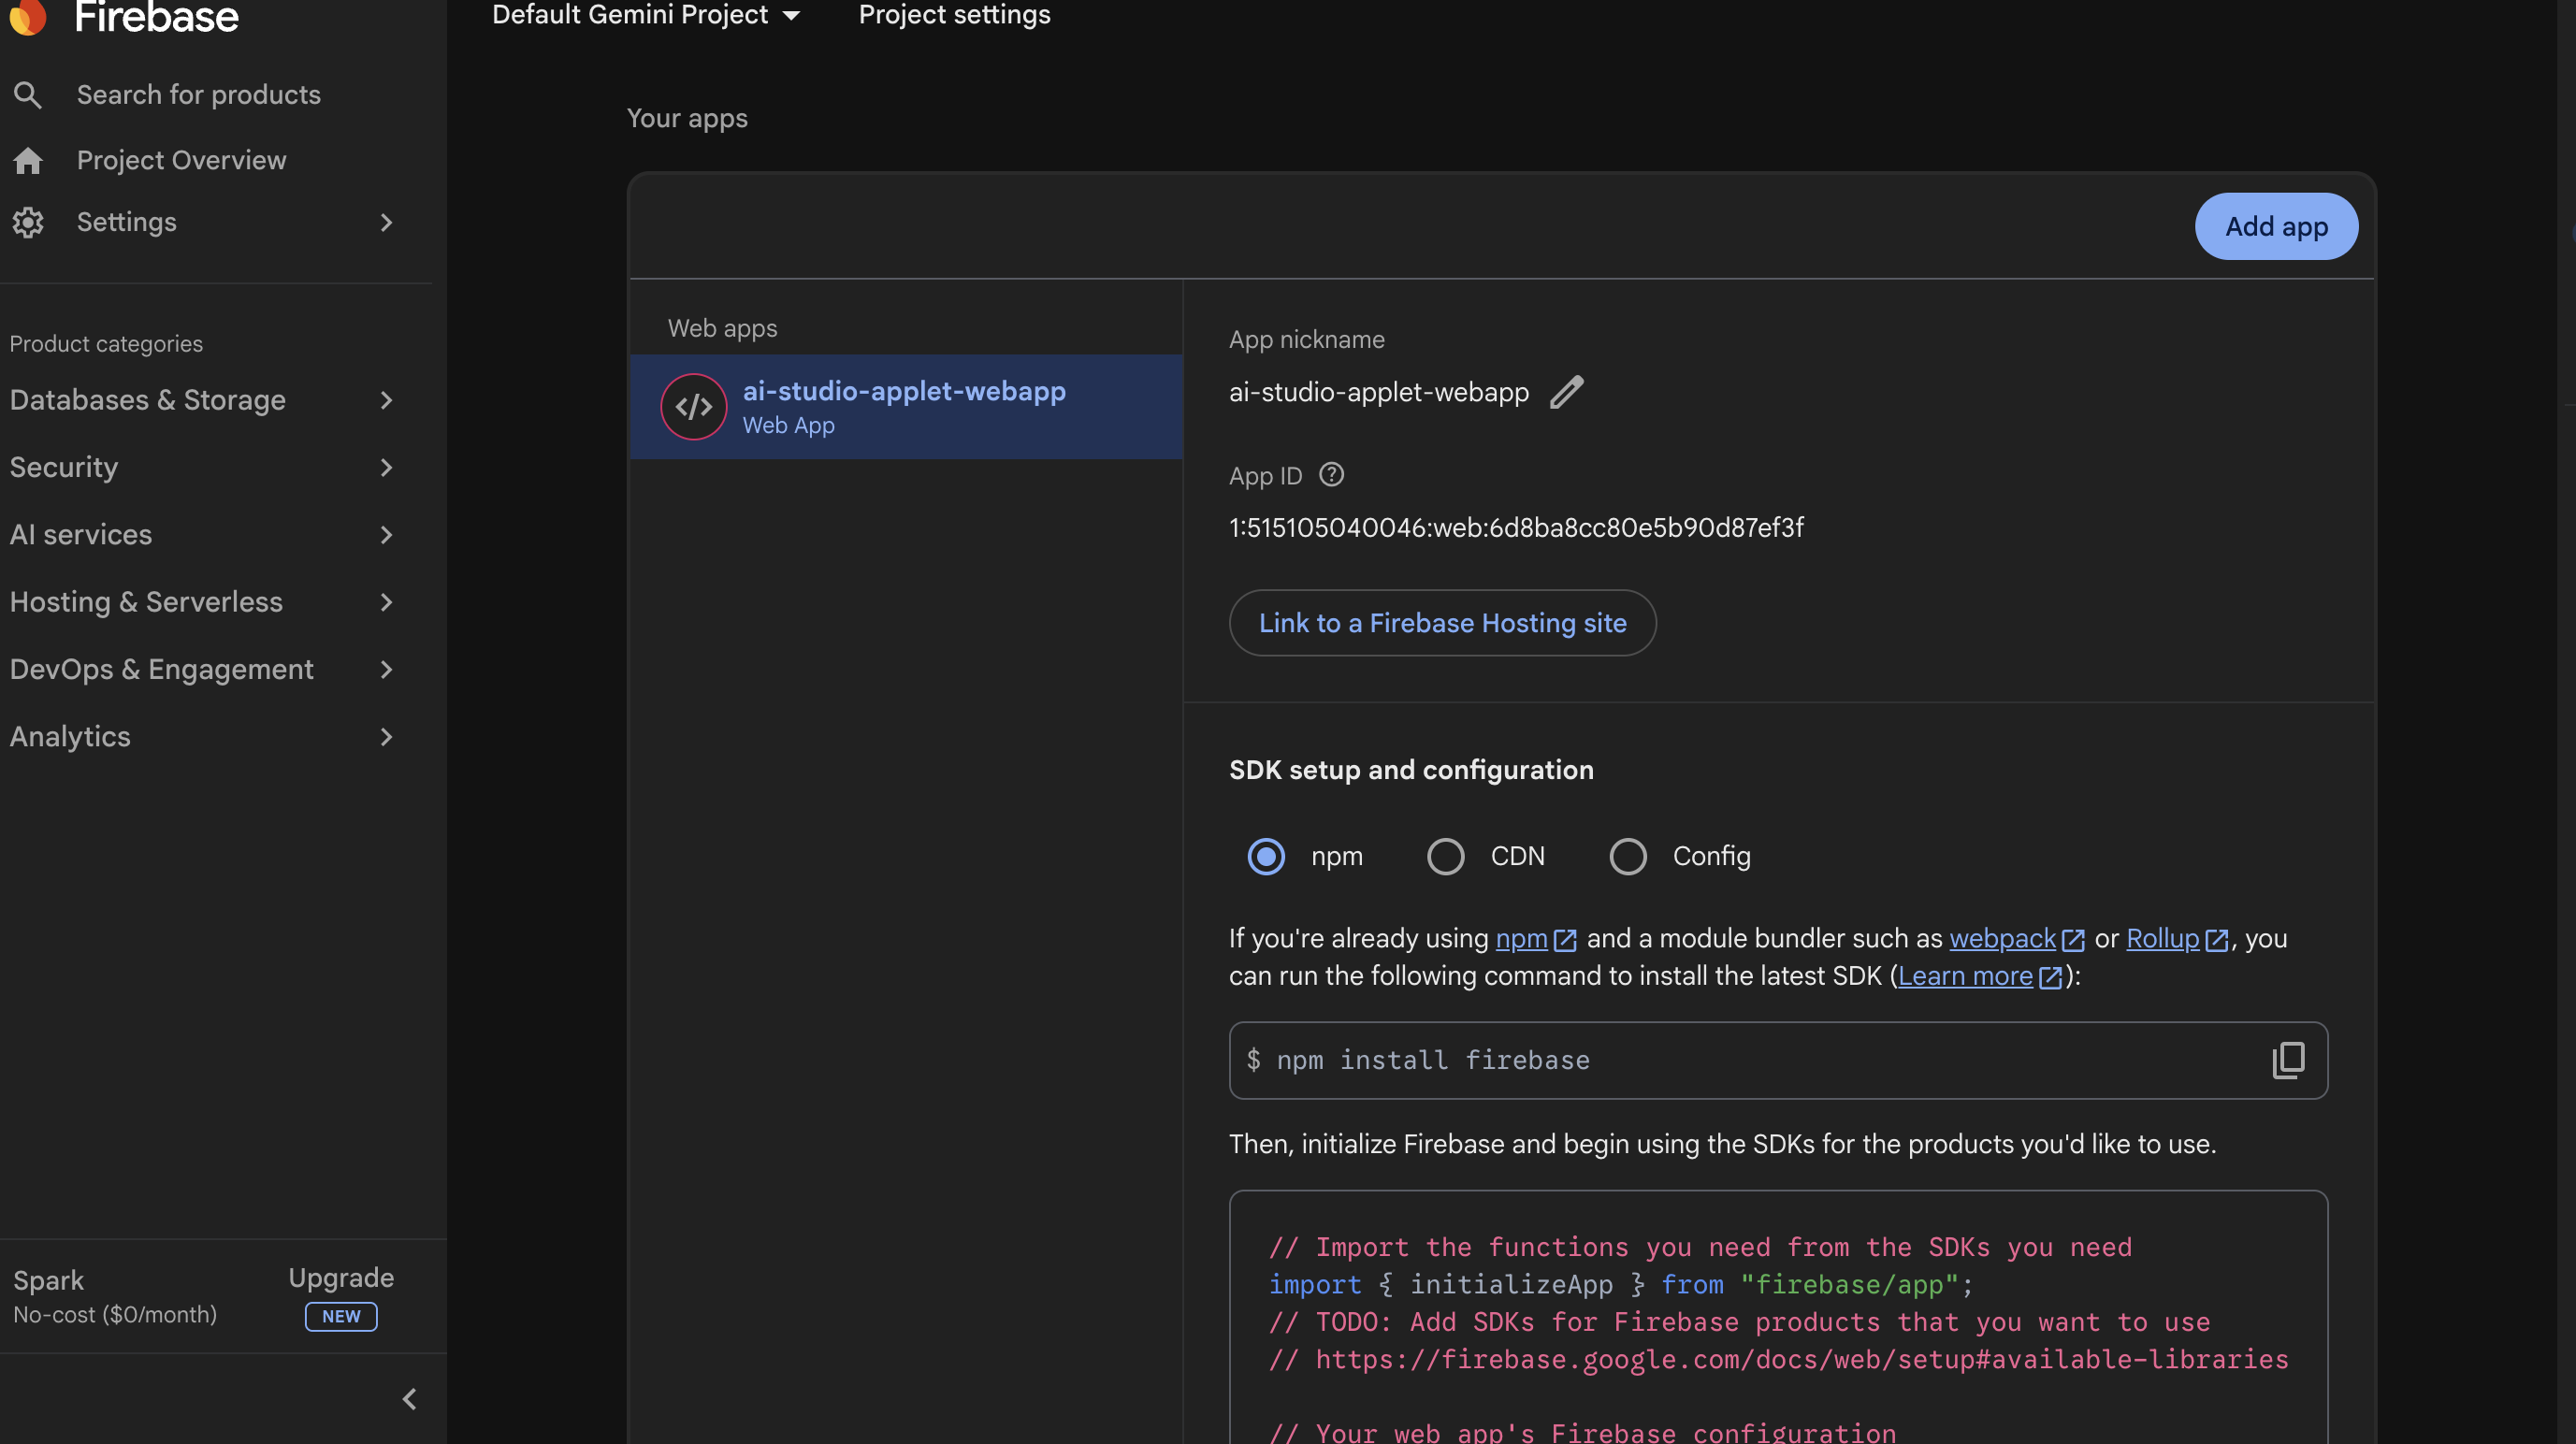 Firebase
Search for products
Project Overview
Settings
Product categories
Databases & Storage
Security
AI services
Hosting & Serverless
DevOps & Engagement
Analytics
Spark
No-cost ($0/month)
Upgrade
NEW
Default Gemini Project
Project settings
Your apps
Add app
Web apps
ai-studio-applet-webapp
Web App
App nickname
ai-studio-applet-webapp
App ID
1:515105040046:web:6d8ba8cc80e5b90d87ef3f
Link to a Firebase Hosting site
SDK setup and configuration
npm
CDN
Config
If you're already using npm and a module bundler such as webpack or Rollup, you
can run the following command to install the latest SDK (Learn more):
$ npm install firebase
Then, initialize Firebase and begin using the SDKs for the products you'd like to use.
// Import the functions you need from the SDKs you need
import { initializeApp } from "firebase/app";
// TODO: Add SDKs for Firebase products that you want to use
// https://firebase.google.com/docs/web/setup#available-libraries
// Your web app's Firebase configuration